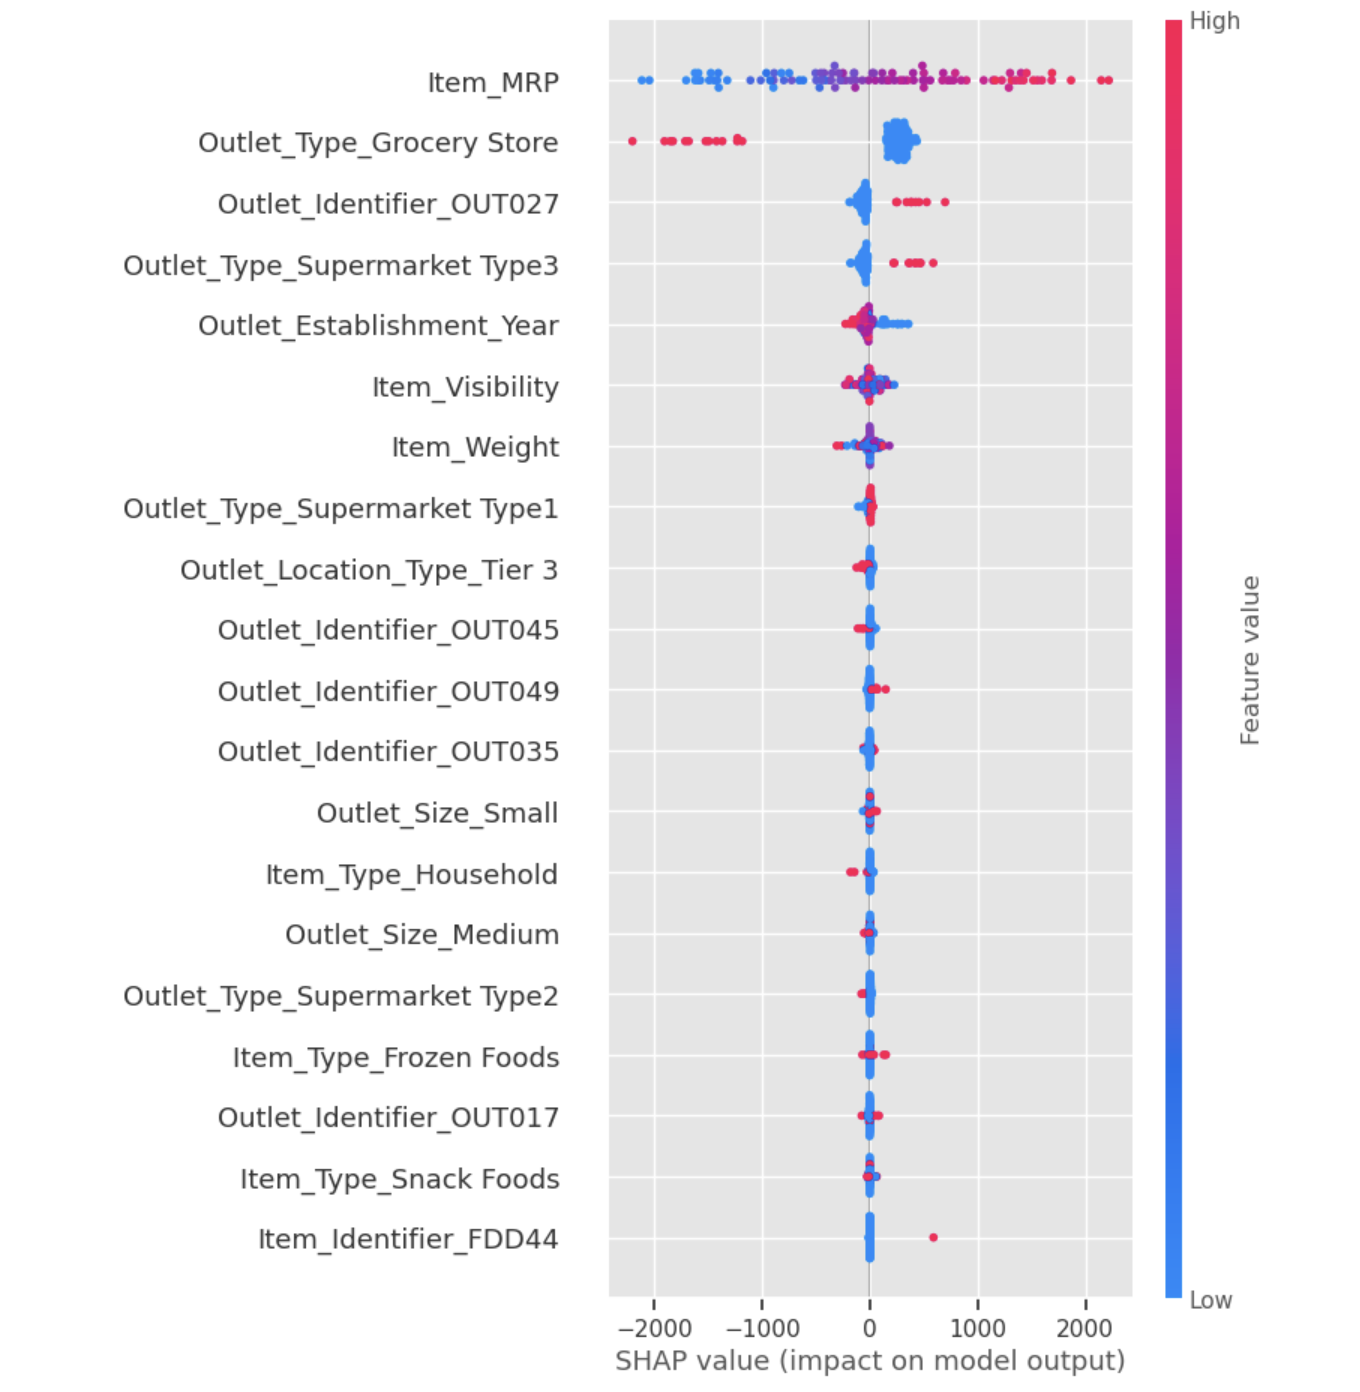 High
Item_MRP
Outlet_Type_Grocery Store
Outlet_Identifier_OUT027
Outlet_Type_Supermarket Type3
Outlet_Establishment_Year
Item_Visibility
Item_Weight
Outlet_Type_Supermarket Type1
Outlet_Location_Type_Tier 3
Outlet_Identifier_OUT045
Outlet_Identifier_OUT049
Outlet_Identifier_OUT035
Outlet_Size_Small
Item_Type_Household
Outlet_Size_Medium
Outlet_Type_Supermarket Type2
Item_Type_Frozen Foods
Outlet_Identifier_OUT017
Item_Type_Snack Foods
Item_Identifier_FDD44
Feature value
Low
−2000 −1000 0 1000 2000
SHAP value (impact on model output)